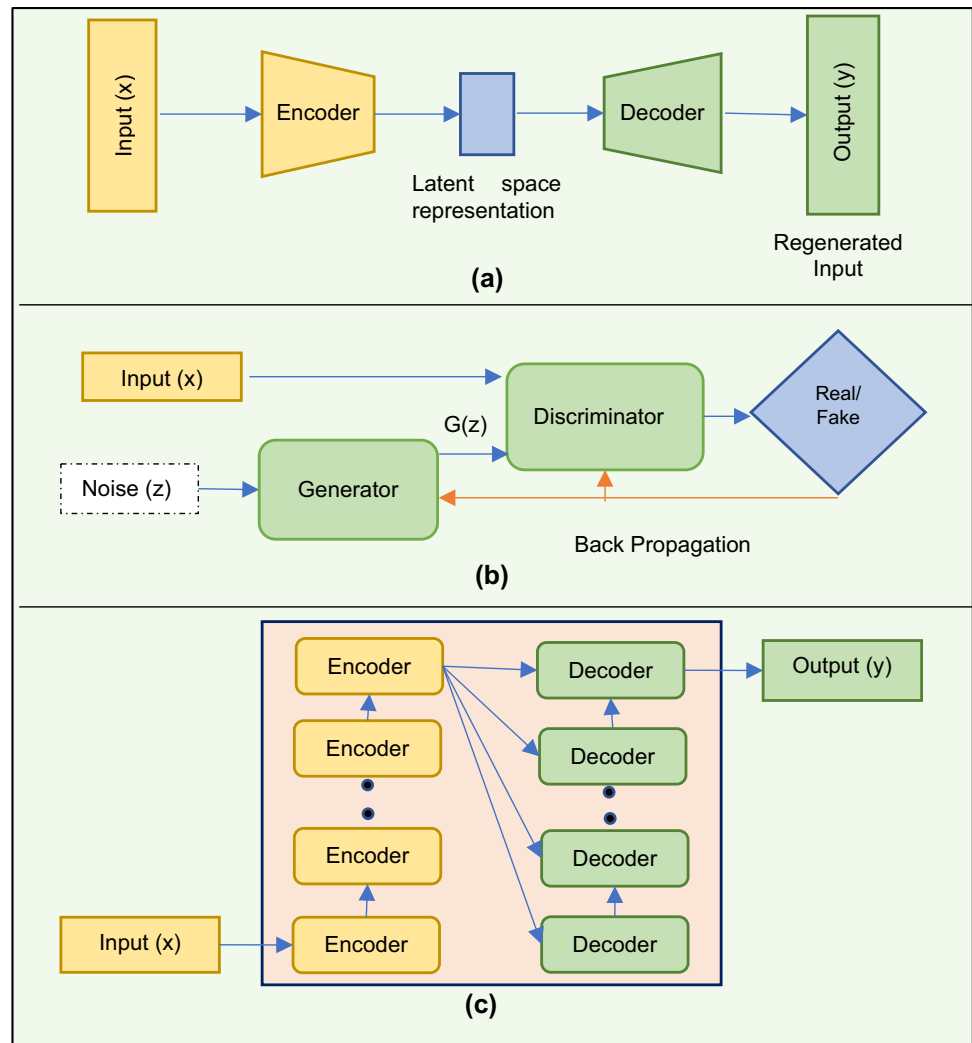 Input (x)
Encoder
Latent space
representation
Decoder
Output (y)
Regenerated
Input
(a)
Input (x)
Noise (z)
Generator
G(z)
Discriminator
Real/
Fake
Back Propagation
(b)
Input (x)
Encoder
Encoder
Encoder
Encoder
Decoder
Decoder
Decoder
Decoder
Output (y)
(c)